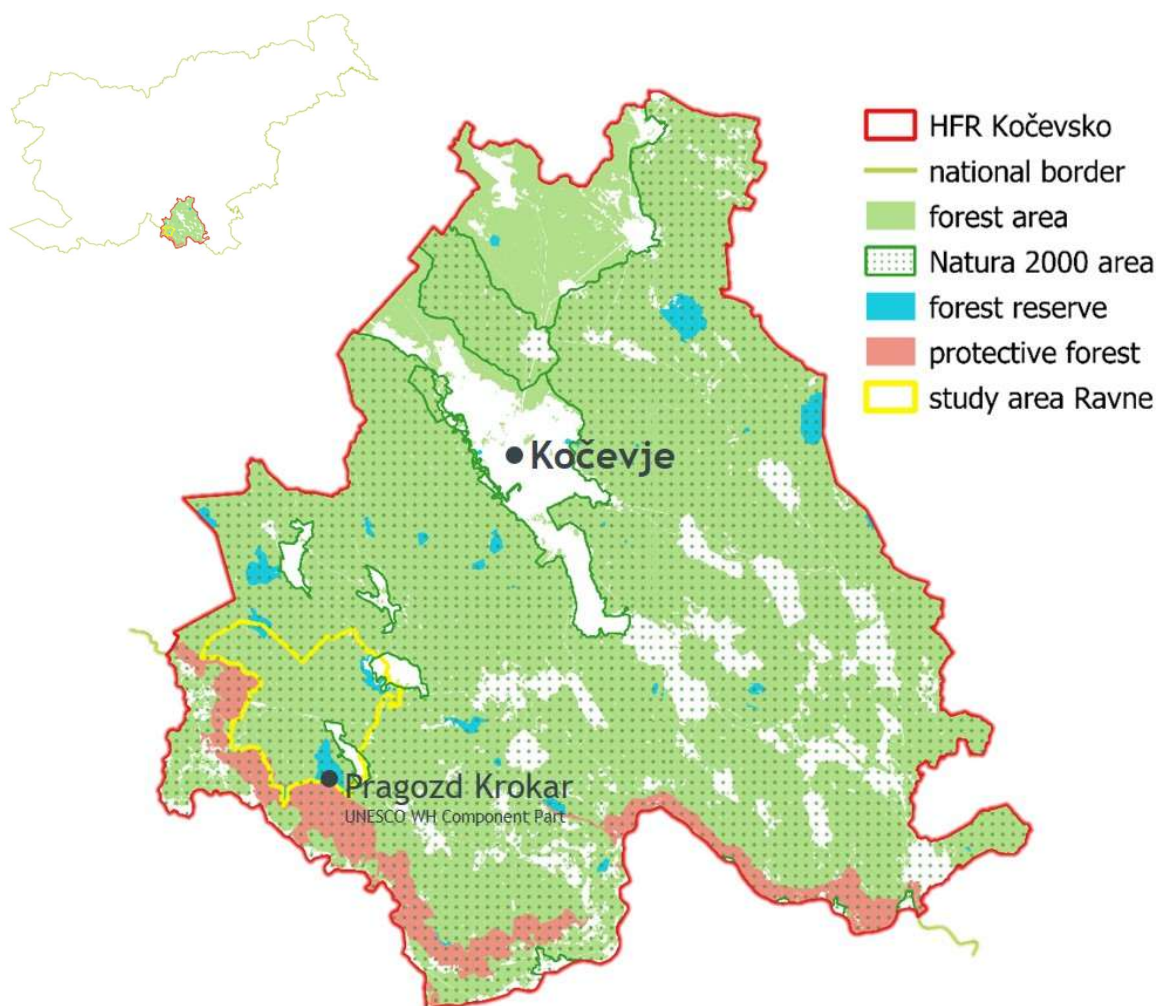 HFR Kočevsko
national border
forest area
Natura 2000 area
forest reserve
protective forest
study area Ravne
Kočevje
Pragozd Krokar
UNESCO WH Component Part